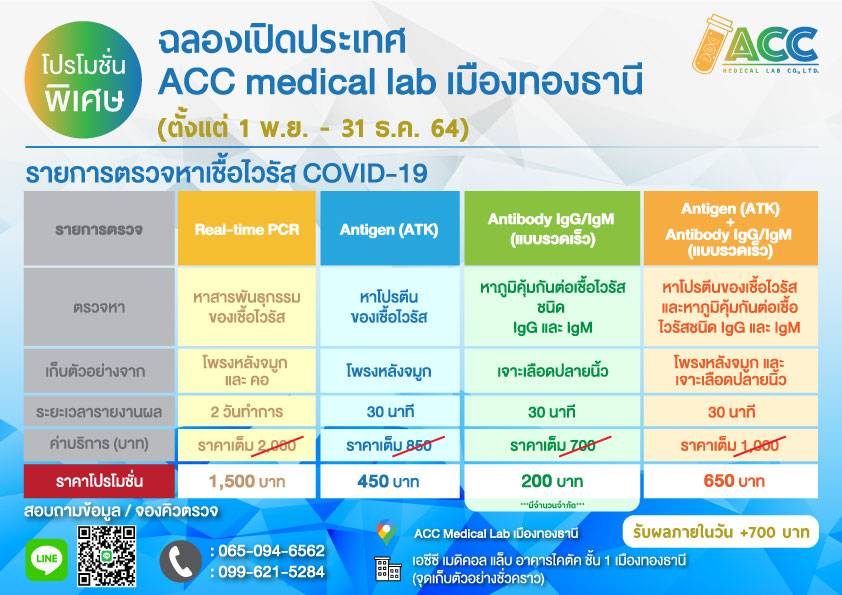 โปรโมชั่น
พิเศษ
ฉลองเปิดประเทศ
ACC medical lab เมืองทองธานี
(ตั้งแต่ 1 พ.ย. - 31 ธ.ค. 64)
ACC
MEDICAL LAB CO.,LTD.
รายการตรวจหาเชื้อไวรัส COVID-19
รายการตรวจ
Real-time PCR
Antigen (ATK)
Antibody IgG/IgM
(แบบรวดเร็ว)
Antigen (ATK)
+
Antibody IgG/IgM
(แบบรวดเร็ว)
ตรวจหา
หาสารพันธุกรรม
ของเชื้อไวรัส
หาโปรตีน
ของเชื้อไวรัส
หาภูมิคุ้มกันต่อเชื้อไวรัส
ชนิด
IgG และ IgM
หาโปรตีนของเชื้อไวรัส
และหาภูมิคุ้มกันต่อเชื้อ
ไวรัสชนิด IgG และ IgM
เก็บตัวอย่างจาก
โพรงหลังจมูก
และ คอ
โพรงหลังจมูก
เจาะเลือดปลายนิ้ว
โพรงหลังจมูก และ
เจาะเลือดปลายนิ้ว
ระยะเวลารายงานผล
2 วันทำการ
30 นาที
30 นาที
30 นาที
ค่าบริการ (บาท)
ราคาเต็ม 2,000
ราคาเต็ม 850
ราคาเต็ม 700
ราคาเต็ม 1,000
ราคาโปรโมชั่น
1,500 บาท
450 บาท
200 บาท
650 บาท
***มีจำนวนจำกัด***
สอบถามข้อมูล / จองคิวตรวจ
LINE
: 065-094-6562
: 099-621-5284
ACC Medical Lab เมืองทองธานี
เอซีซี เมดิคอล แล็บ อาคารไคตัค ชั้น 1 เมืองทองธานี
(จุดเก็บตัวอย่างชั่วคราว)
รับผลภายในวัน +700 บาท